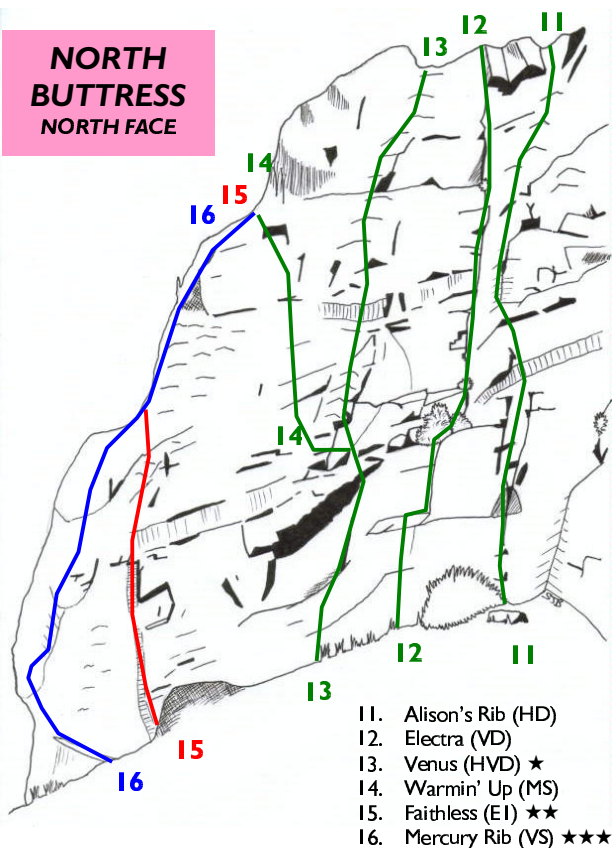 NORTH
BUTTRESS
NORTH FACE
12
11
13
14
15
16
14
12
11
13
15
16
11. Alison's Rib (HD)
12. Electra (VD)
13. Venus (HVD) ★
14. Warmin' Up (MS)
15. Faithless (E1) ★★
16. Mercury Rib (VS) ★★★